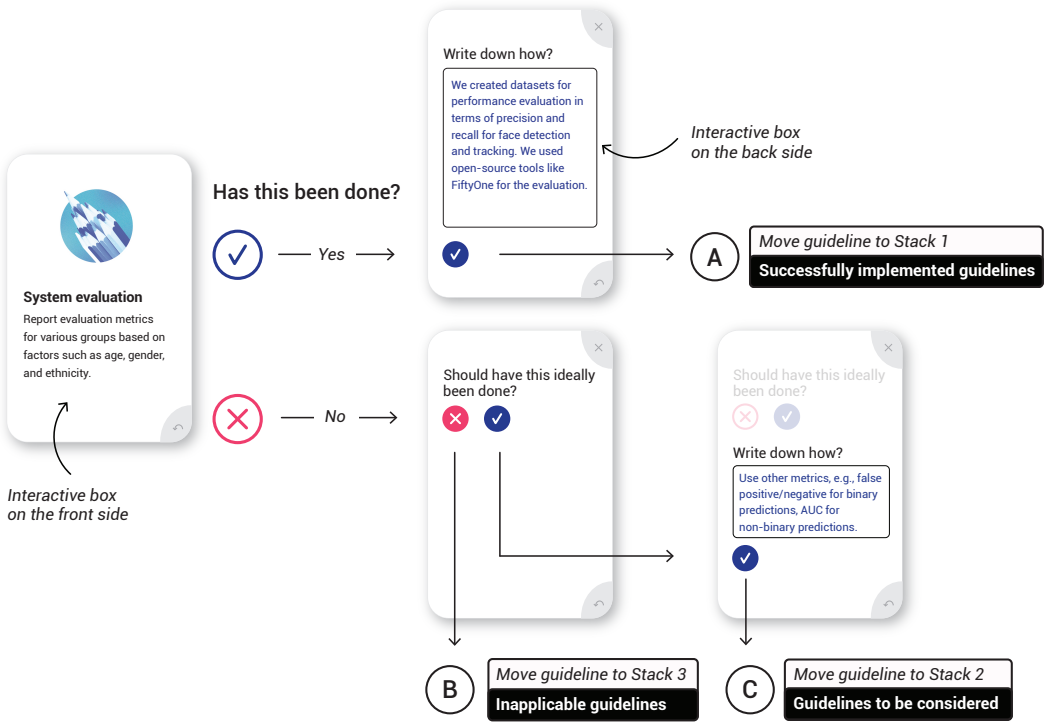 System evaluation
Report evaluation metrics
for various groups based on
factors such as age, gender,
and ethnicity.
Interactive box
on the front side
Has this been done?
Yes
No
Write down how?
We created datasets for
performance evaluation in
terms of precision and
recall for face detection
and tracking. We used
open-source tools like
FiftyOne for the evaluation.
Interactive box
on the back side
A
Move guideline to Stack 1
Successfully implemented guidelines
Should have this ideally
been done?
B
Move guideline to Stack 3
Inapplicable guidelines
Should have this ideally
been done?
Write down how?
Use other metrics, e.g., false
positive/negative for binary
predictions, AUC for
non-binary predictions.
C
Move guideline to Stack 2
Guidelines to be considered